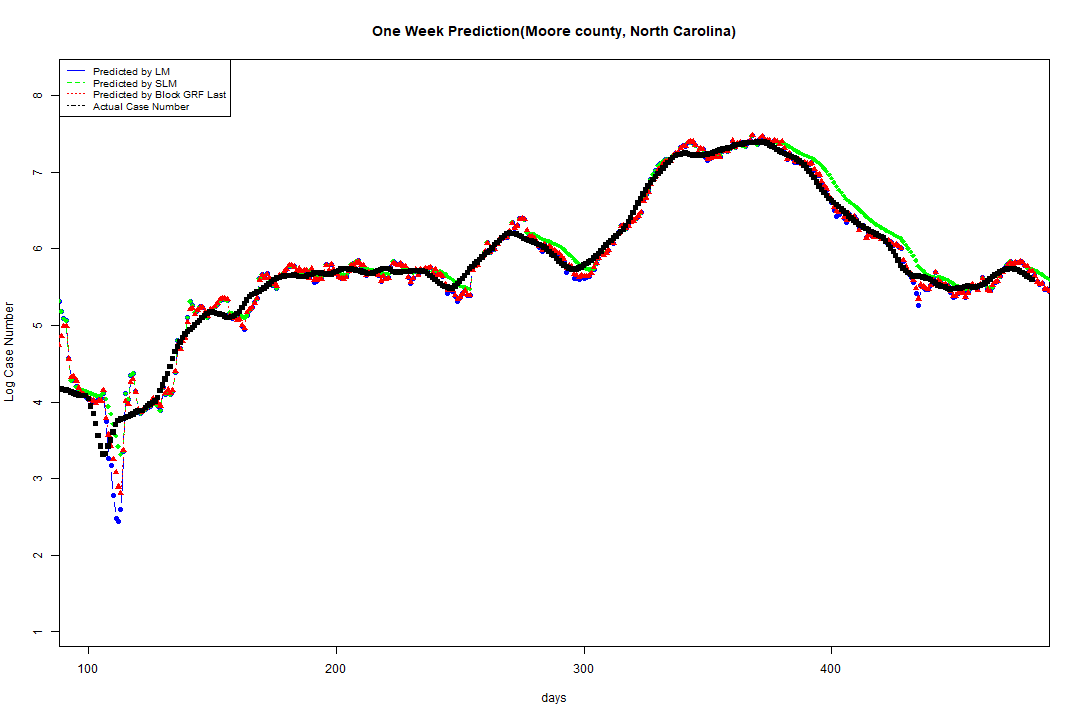 One Week Prediction(Moore county, North Carolina)
Predicted by LM
Predicted by SLM
Predicted by Block GRF Last
Actual Case Number
8
7
6
5
4
3
2
1
Log Case Number
100 200 300 400
days